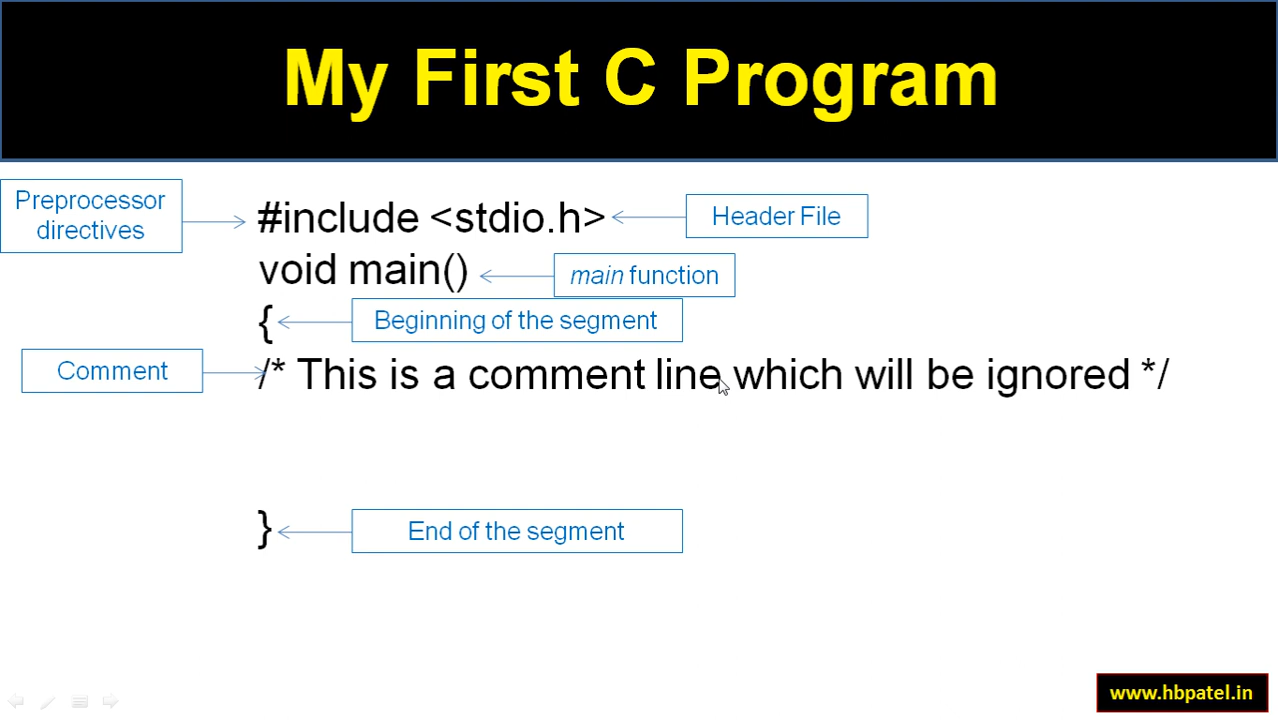 My First C Program
Preprocessor
directives
#include <stdio.h>
Header File
void main()
main function
{
Beginning of the segment
Comment
/* This is a comment line which will be ignored */
}
End of the segment
www.hbpatel.in